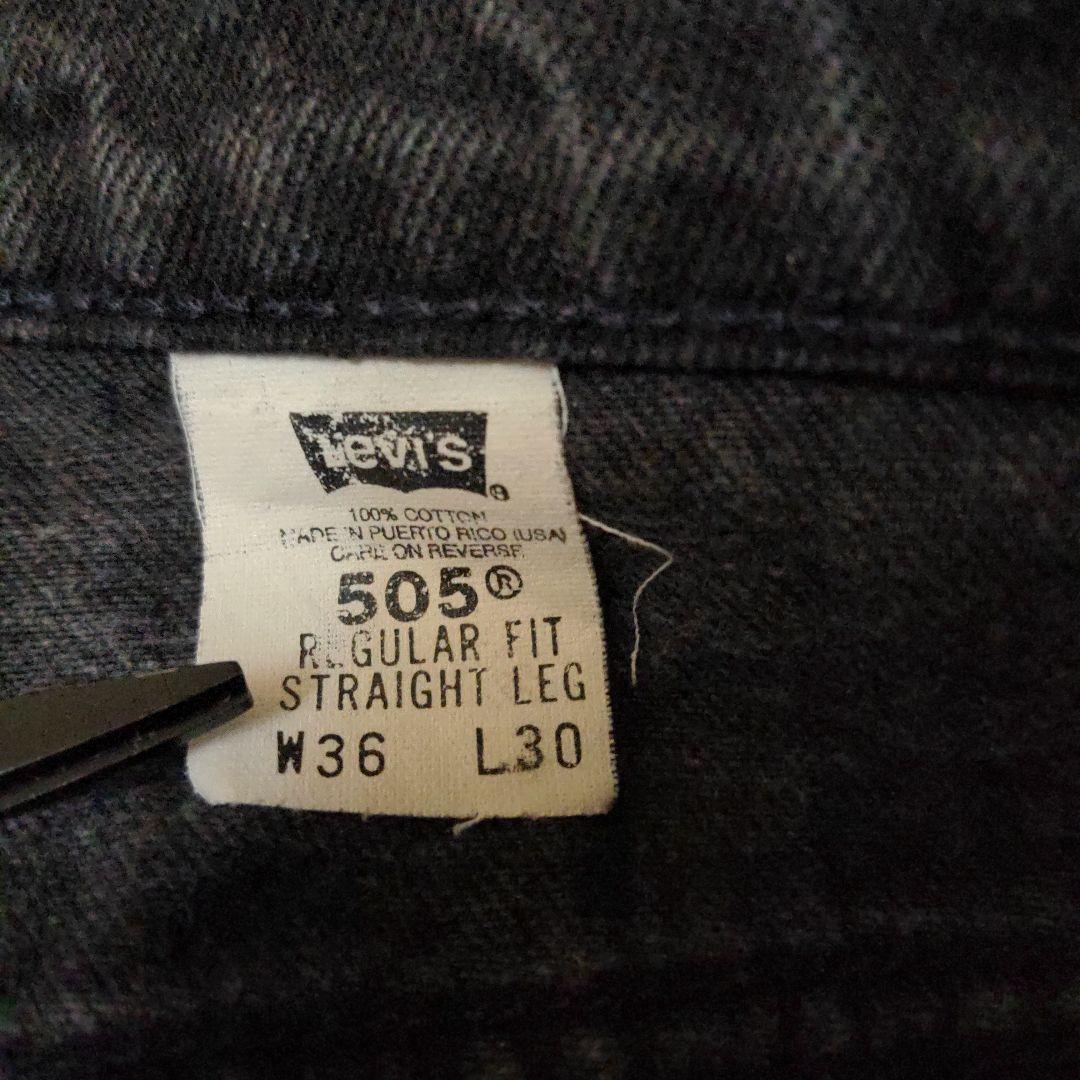 Levi's ®
100% COTTON
MADE IN PUERTO RICO (USA)
CARE ON REVERSE
505®
REGULAR FIT
STRAIGHT LEG
W36 L30